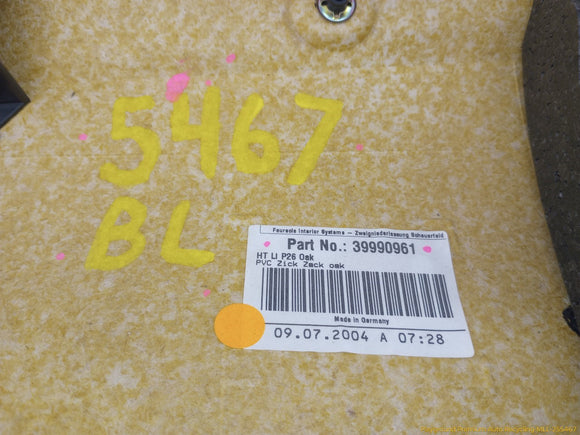 5467
BL
Faurecia Interior Systems – Zweigniederlassung Scheuerfeld
Part No.: 39990961
HT LI P26 Oak
PVC Zick Zack oak
Made in Germany
09.07.2004 A 07:28